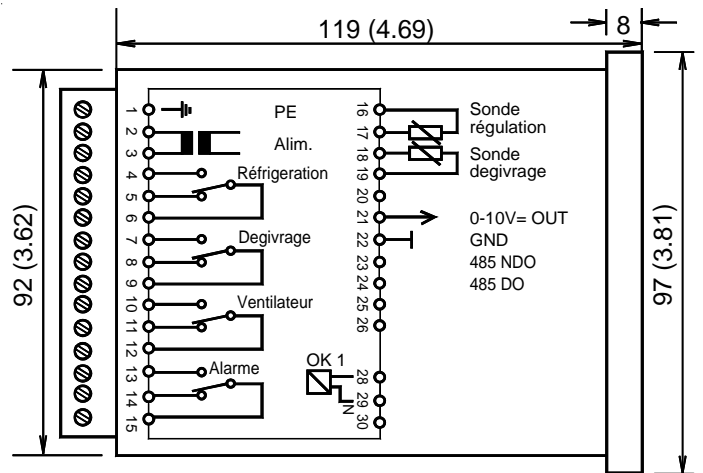 119 (4.69)
8
92 (3.62)
97 (3.81)
1
PE
2
Alim.
3
4
Réfrigeration
5
6
7
Degivrage
8
9
10
Ventilateur
11
12
13
Alarme
14
15
16
Sonde
régulation
17
18
Sonde
degivrage
19
20
21
0-10V= OUT
22
GND
23
485 NDO
24
485 DO
25
26
OK 1
28
29
N
30